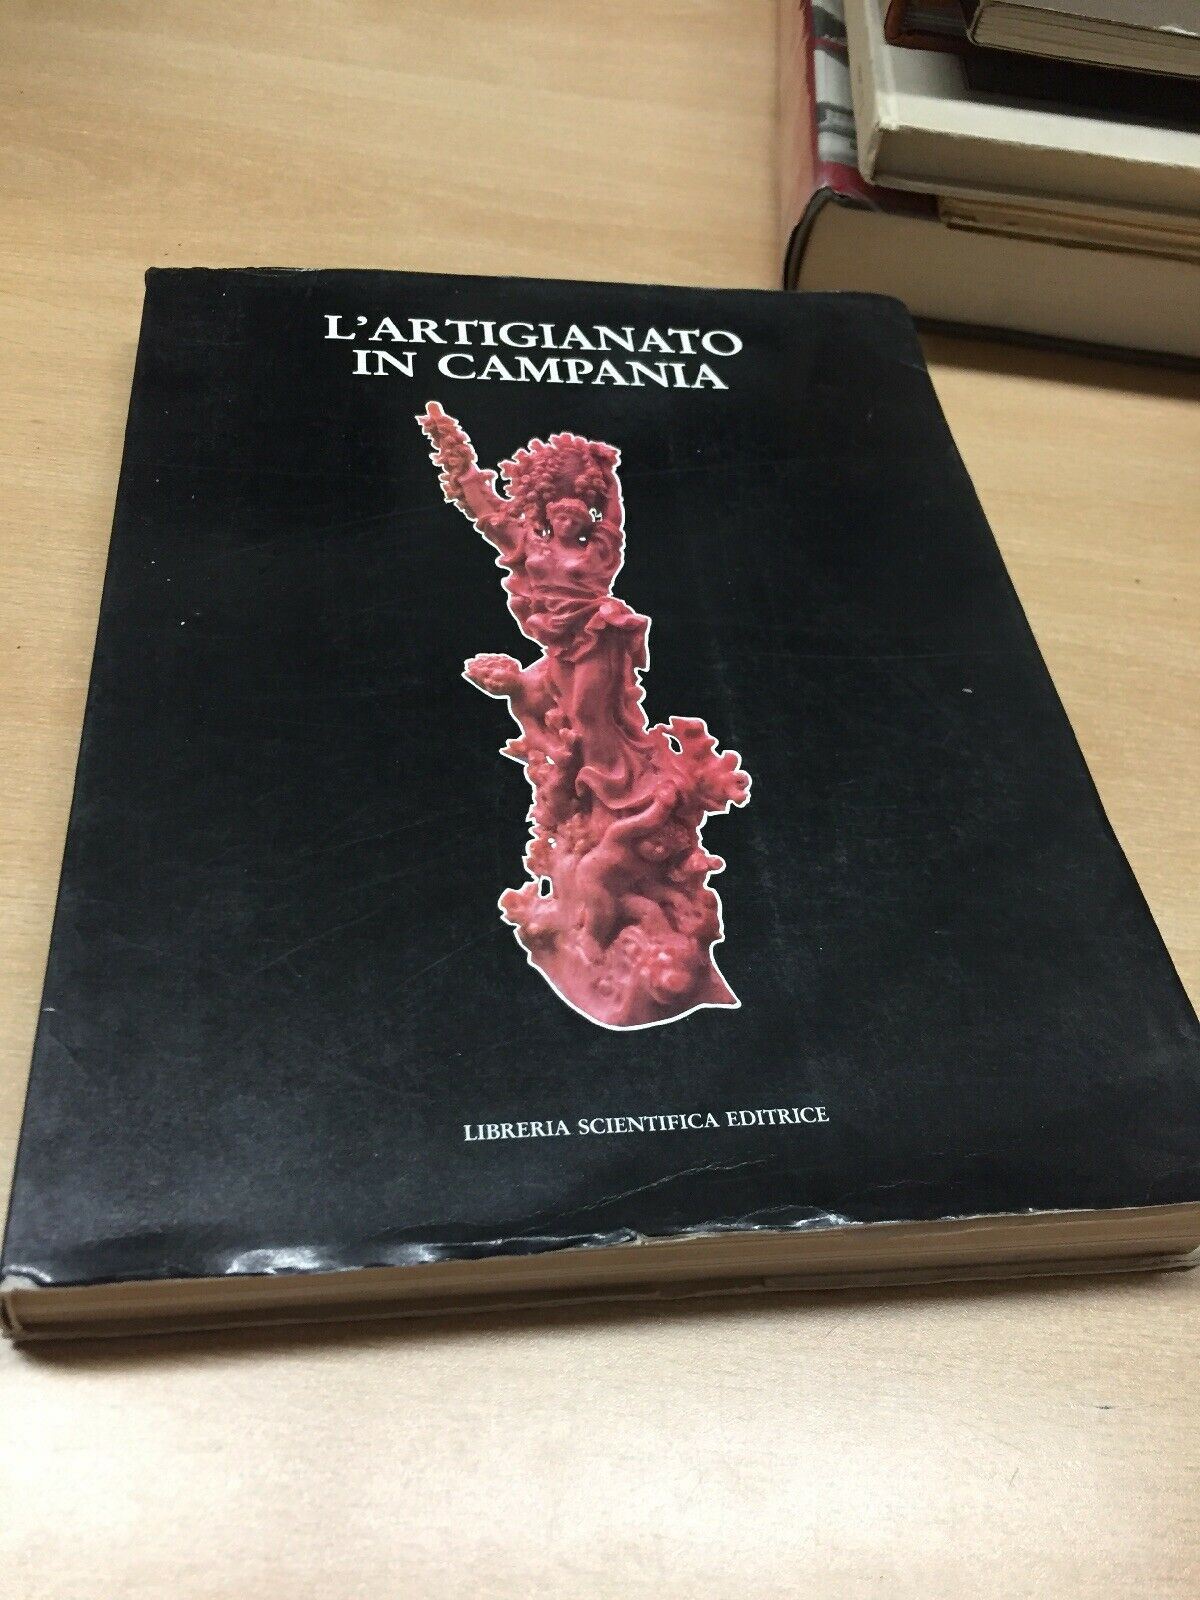 L'ARTIGIANATO
IN CAMPANIA
LIBRERIA SCIENTIFICA EDITRICE